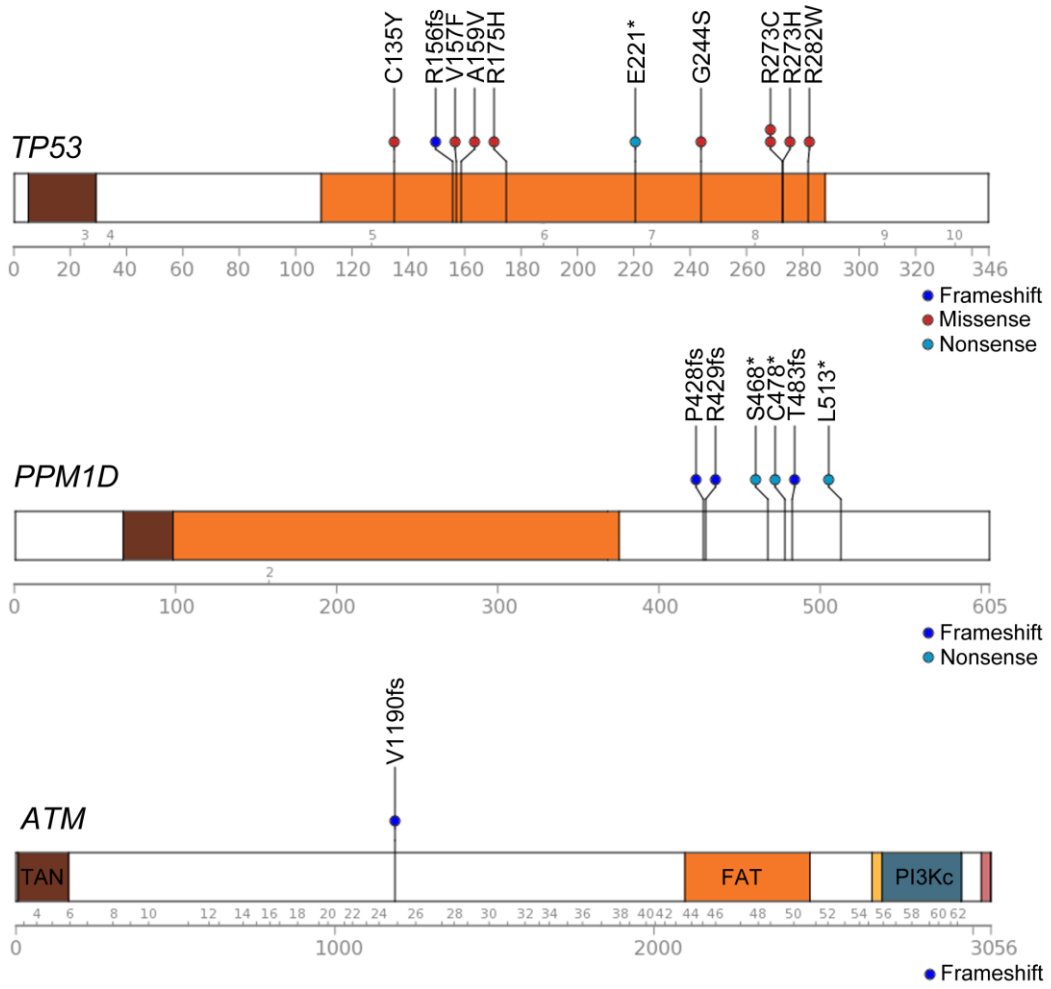 C135Y R156fs V157F A159V R175H E221* G244S R273C R273H R282W
TP53
3 4 5 6 7 8 9 10
0 20 40 60 80 100 120 140 160 180 200 220 240 260 280 300 320 346
Frameshift
Missense
Nonsense
P428fs R429fs S468* C478* T483fs L513*
PPM1D
2
0 100 200 300 400 500 605
Frameshift
Nonsense
V1190fs
ATM
TAN FAT PI3Kc
4 6 8 10 12 14 16 18 20 22 24 26 28 30 32 34 36 38 40 42 44 46 48 50 52 54 56 58 60 62
0 1000 2000 3056
Frameshift